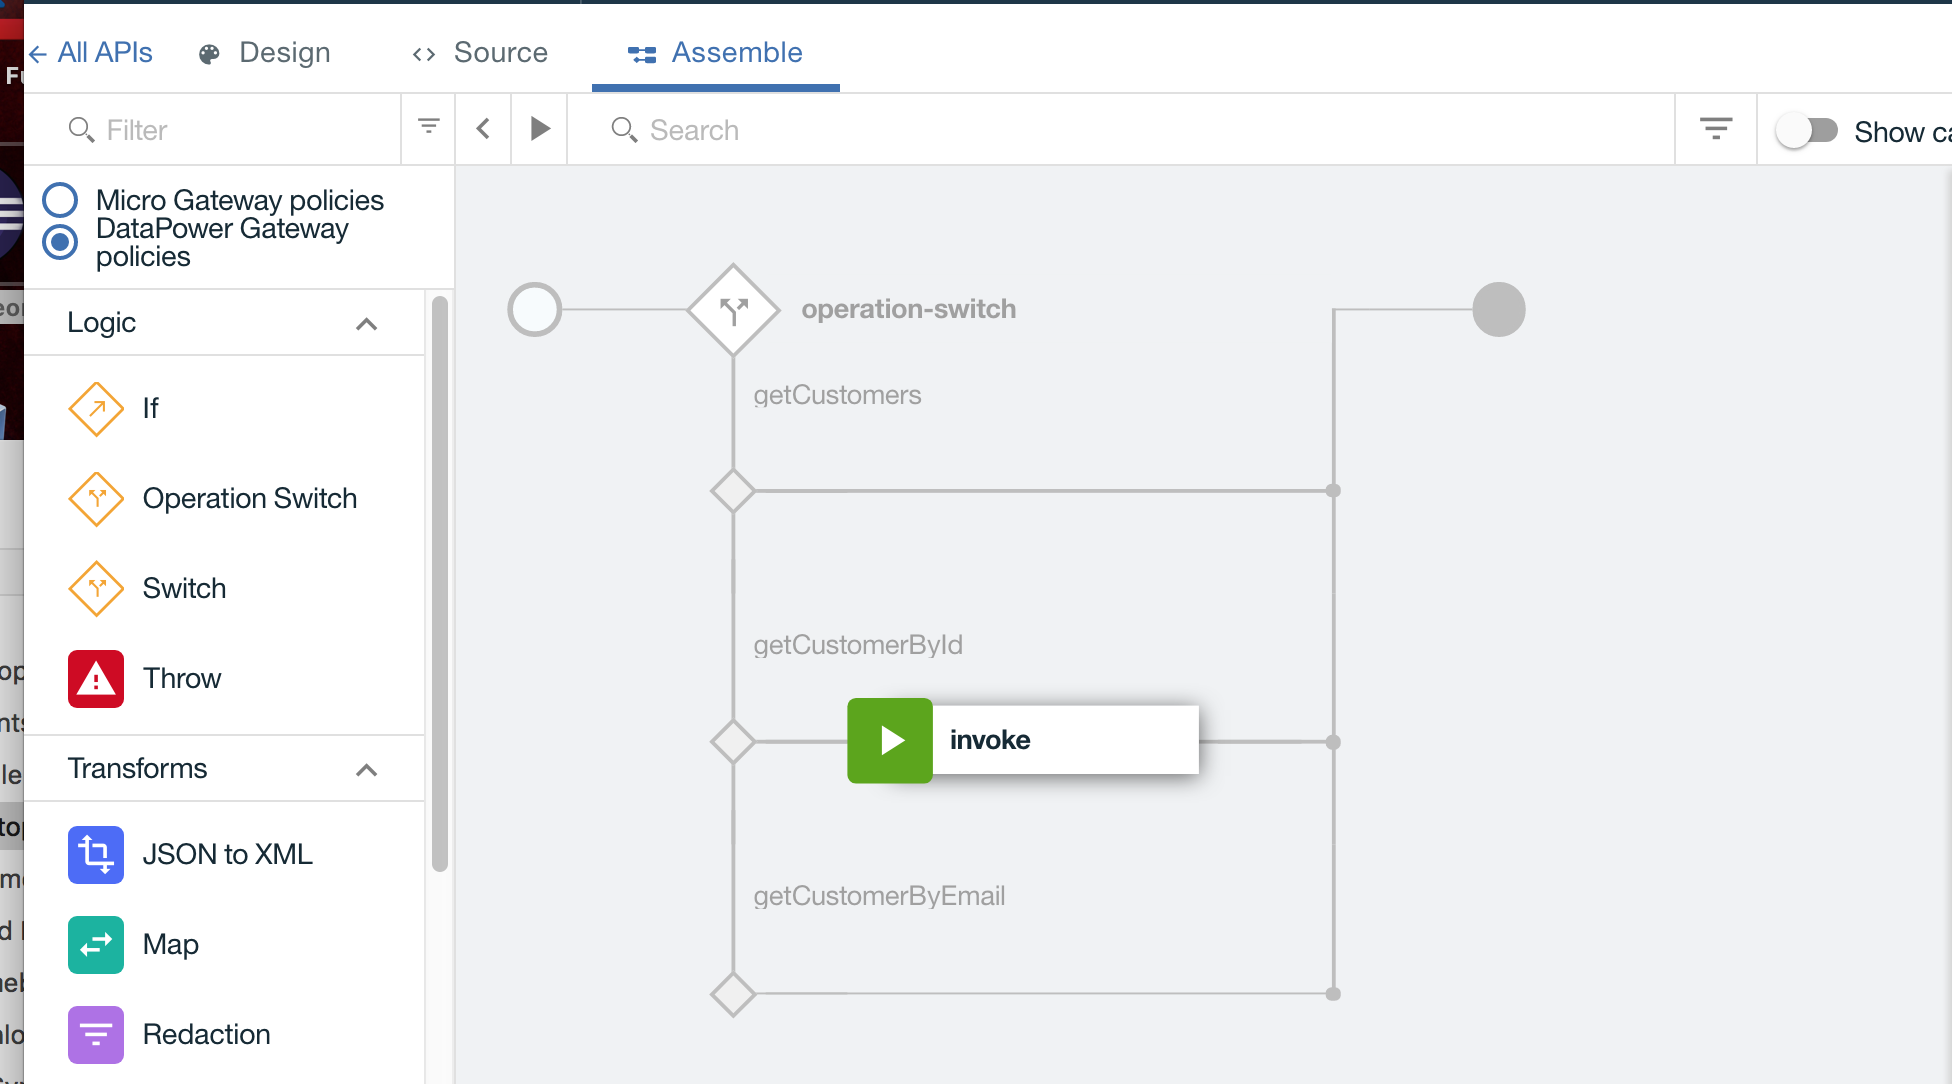 All APIs
Design
Source
Assemble
Filter
Search
Show
Micro Gateway policies
DataPower Gateway
policies
Logic
If
Operation Switch
Switch
Throw
Transforms
JSON to XML
Map
Redaction
operation-switch
getCustomers
getCustomerById
invoke
getCustomerByEmail